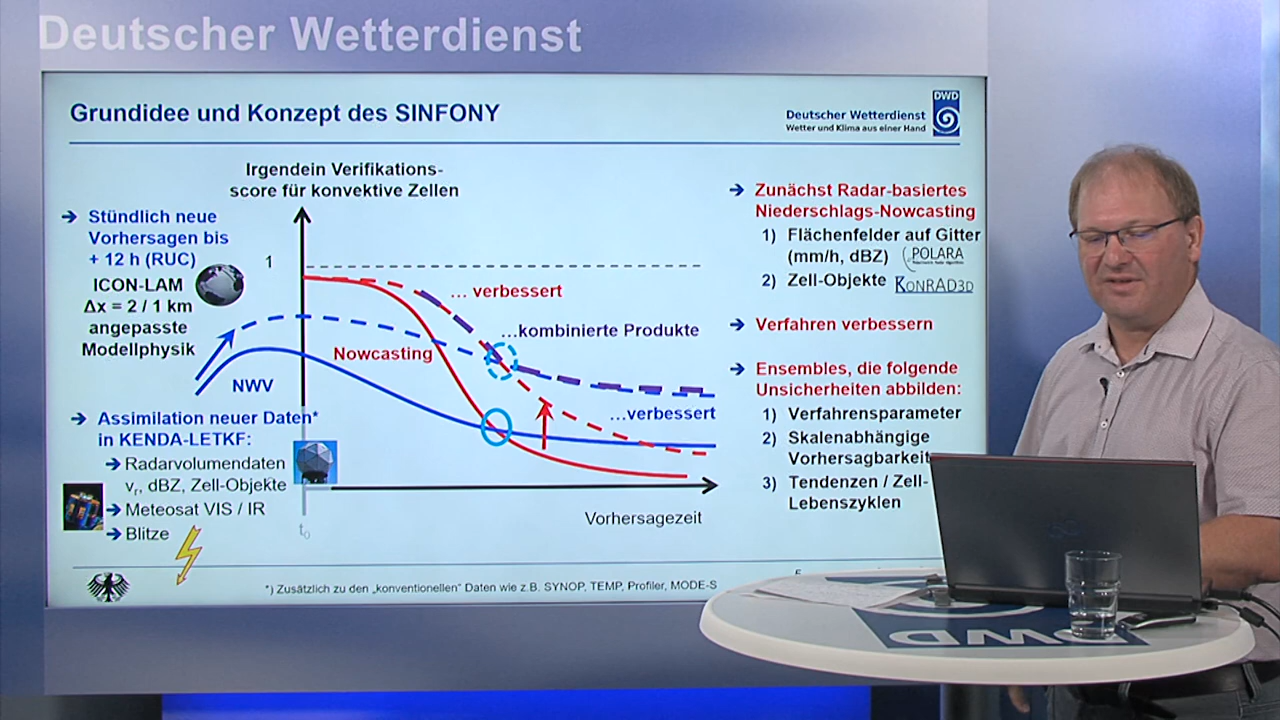 Deutscher Wetterdienst
Grundidee und Konzept des SINFONY
DWD
Deutscher Wetterdienst
Wetter und Klima aus einer Hand
Irgendein Verifikations-
score für konvektive Zellen
Stündlich neue
Vorhersagen bis
+ 12 h (RUC)
ICON-LAM
Δx = 2 / 1 km
angepasste
Modellphysik
1
… verbessert
…kombinierte Produkte
Nowcasting
NWV
…verbessert
Assimilation neuer Daten*
in KENDA-LETKF:
Radarvolumendaten
vr, dBZ, Zell-Objekte
Meteosat VIS / IR
Blitze
t0
Vorhersagezeit
Zunächst Radar-basiertes
Niederschlags-Nowcasting
1) Flächenfelder auf Gitter
(mm/h, dBZ)
POLARA
2) Zell-Objekte
KONRAD3D
Verfahren verbessern
Ensembles, die folgende
Unsicherheiten abbilden:
1) Verfahrensparameter
2) Skalenabhängige
Vorhersagbarkeit
3) Tendenzen / Zell-
Lebenszyklen
*) Zusätzlich zu den „konventionellen“ Daten wie z.B. SYNOP, TEMP, Profiler, MODE-S
5
DWD